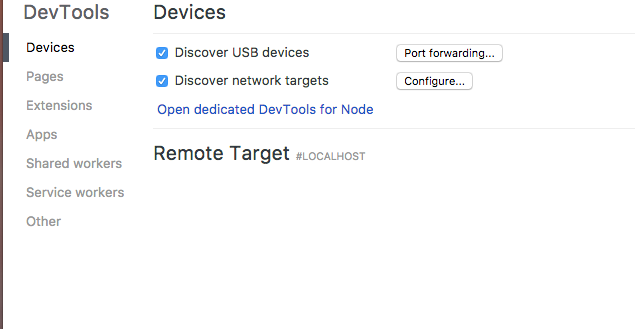 DevTools
Devices
Pages
Extensions
Apps
Shared workers
Service workers
Other
Devices
Discover USB devices
Port forwarding...
Discover network targets
Configure...
Open dedicated DevTools for Node
Remote Target #LOCALHOST